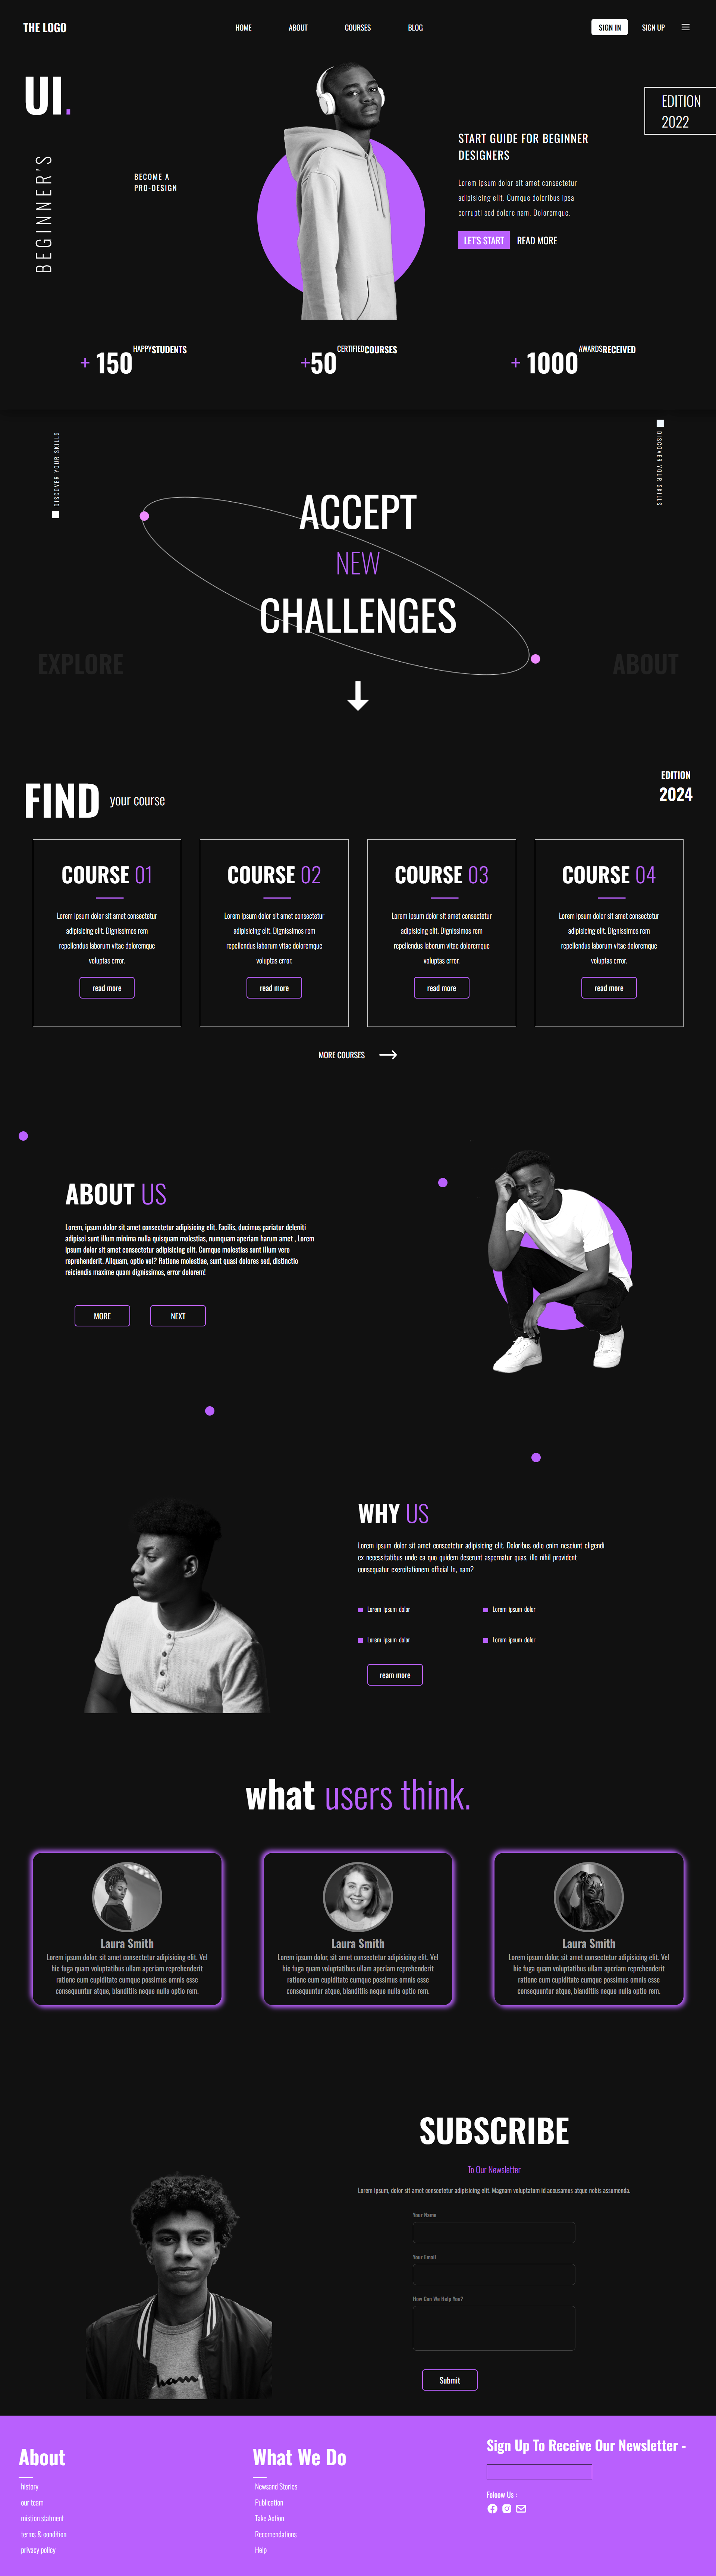 THE LOGO
HOME ABOUT COURSES BLOG
SIGN IN SIGN UP
UI.
BEGINNER'S
BECOME A
PRO-DESIGN
START GUIDE FOR BEGINNER
DESIGNERS
Lorem ipsum dolor sit amet consectetur
adipisicing elit. Cumque doloribus ipsa
corrupti sed dolore nam. Doloremque.
LET'S START READ MORE
EDITION
2022
+ 150 HAPPYSTUDENTS
+50 CERTIFIEDCOURSES
+ 1000 AWARDSRECEIVED
DISCOVER YOUR SKILLS
DISCOVER YOUR SKILLS
ACCEPT
NEW
CHALLENGES
EXPLORE
ABOUT
FIND your course
EDITION
2024
COURSE 01
Lorem ipsum dolor sit amet consectetur
adipisicing elit. Dignissimos rem
repellendus laborum vitae doloremque
voluptas error.
read more
COURSE 02
Lorem ipsum dolor sit amet consectetur
adipisicing elit. Dignissimos rem
repellendus laborum vitae doloremque
voluptas error.
read more
COURSE 03
Lorem ipsum dolor sit amet consectetur
adipisicing elit. Dignissimos rem
repellendus laborum vitae doloremque
voluptas error.
read more
COURSE 04
Lorem ipsum dolor sit amet consectetur
adipisicing elit. Dignissimos rem
repellendus laborum vitae doloremque
voluptas error.
read more
MORE COURSES
ABOUT US
Lorem, ipsum dolor sit amet consectetur adipisicing elit. Facilis, ducimus pariatur deleniti
adipisci sunt illum minima nulla quisquam molestias, numquam aperiam harum amet , Lorem
ipsum dolor sit amet consectetur adipisicing elit. Cumque molestias sunt illum vero
reprehenderit. Aliquam, optio vel? Ratione molestiae, sunt quasi dolores sed, distinctio
reiciendis maxime quam dignissimos, error dolorem!
MORE NEXT
WHY US
Lorem ipsum dolor sit amet consectetur adipisicing elit. Doloribus odio enim nesciunt eligendi
ex necessitatibus unde ea quo quidem deserunt aspernatur quas, illo nihil provident
consequatur exercitationem officia! In, nam?
Lorem ipsum dolor
Lorem ipsum dolor
Lorem ipsum dolor
Lorem ipsum dolor
ream more
what users think.
Laura Smith
Lorem ipsum dolor, sit amet consectetur adipisicing elit. Vel
hic fuga quam voluptatibus ullam aperiam reprehenderit
ratione eum cupiditate cumque possimus omnis esse
consequuntur atque, blanditiis neque nulla optio rem.
Laura Smith
Lorem ipsum dolor, sit amet consectetur adipisicing elit. Vel
hic fuga quam voluptatibus ullam aperiam reprehenderit
ratione eum cupiditate cumque possimus omnis esse
consequuntur atque, blanditiis neque nulla optio rem.
Laura Smith
Lorem ipsum dolor, sit amet consectetur adipisicing elit. Vel
hic fuga quam voluptatibus ullam aperiam reprehenderit
ratione eum cupiditate cumque possimus omnis esse
consequuntur atque, blanditiis neque nulla optio rem.
SUBSCRIBE
To Our Newsletter
Lorem ipsum, dolor sit amet consectetur adipisicing elit. Magnam voluptatum id accusamus atque nobis assumenda.
Your Name
Your Email
How Can We Help You?
Submit
About
history
our team
mistion statment
terms & condition
privacy policy
What We Do
Newsand Stories
Publication
Take Action
Recomendations
Help
Sign Up To Receive Our Newsletter -
Foloow Us :